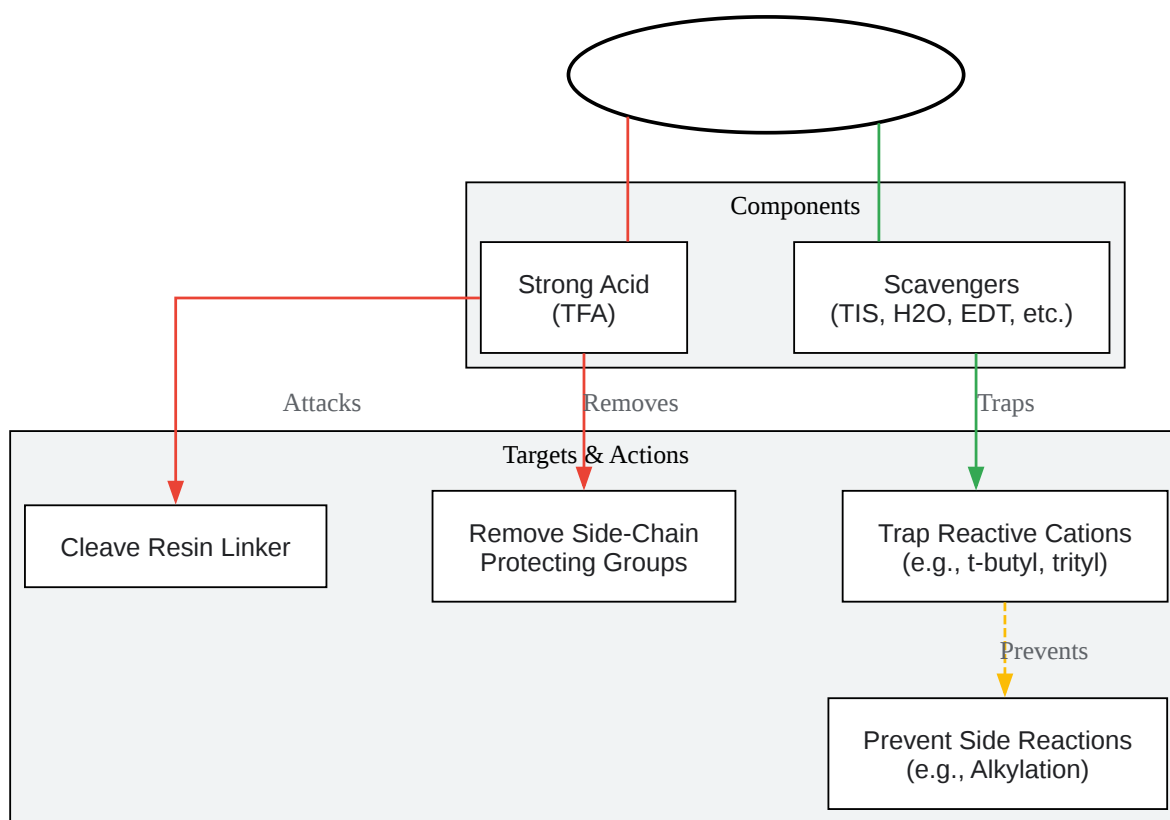 Components
Strong Acid
(TFA)
Scavengers
(TIS, H2O, EDT, etc.)
Attacks
Removes
Traps
Targets & Actions
Cleave Resin Linker
Remove Side-Chain
Protecting Groups
Trap Reactive Cations
(e.g., t-butyl, trityl)
Prevents
Prevent Side Reactions
(e.g., Alkylation)